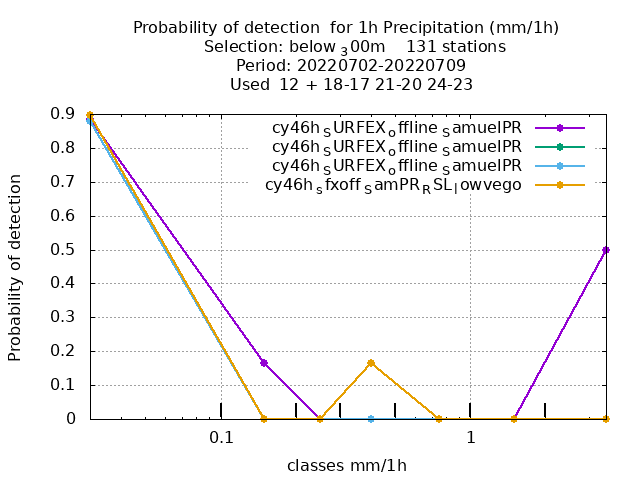 Probability of detection for 1h Precipitation (mm/1h)
Selection: below ₃00m 131 stations
Period: 20220702-20220709
Used 12 + 18-17 21-20 24-23
cy46h_SURFEX_offline_SamuelPR
cy46h_SURFEX_offline_SamuelPR
cy46h_SURFEX_offline_SamuelPR
cy46h_sfxoff_SamPR_RSL_lowvego
Probability of detection
0.9
0.8
0.7
0.6
0.5
0.4
0.3
0.2
0.1
0
0.1 1
classes mm/1h